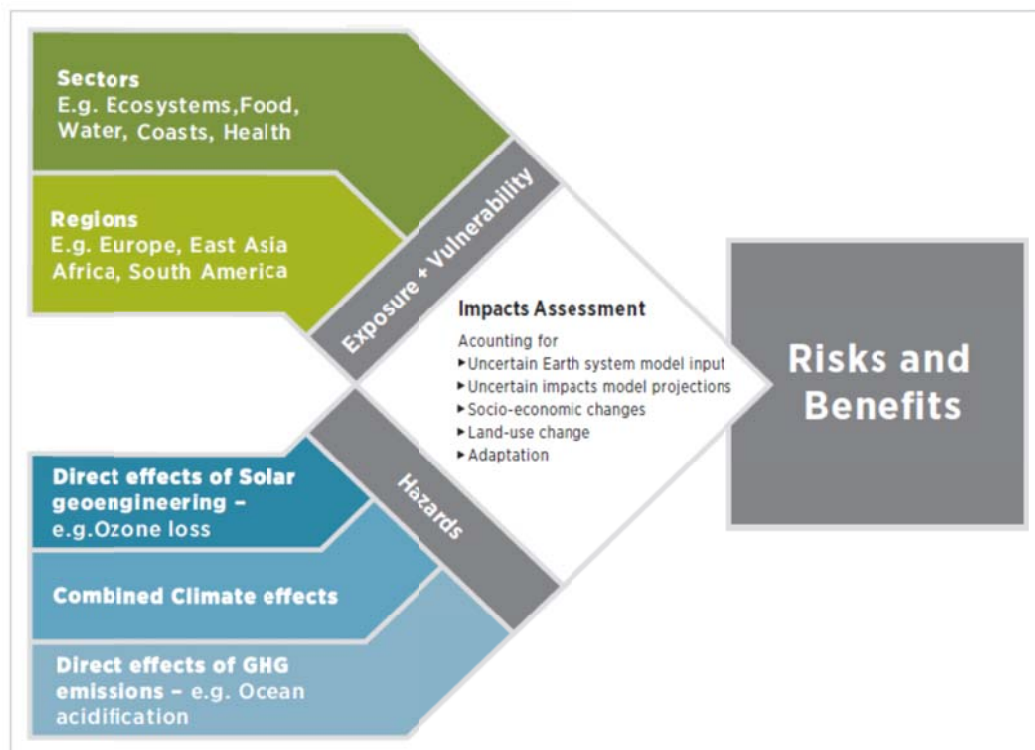 Sectors
E.g. Ecosystems,Food,
Water, Coasts, Health
Regions
E.g. Europe, East Asia
Africa, South America
Exposure + Vulnerability
Impacts Assessment
Acounting for
▸Uncertain Earth system model input
▸Uncertain impacts model projections
▸Socio-economic changes
▸Land-use change
▸Adaptation
Risks and
Benefits
Hazards
Direct effects of Solar
geoengineering –
e.g.Ozone loss
Combined Climate effects
Direct effects of GHG
emissions – e.g. Ocean
acidification